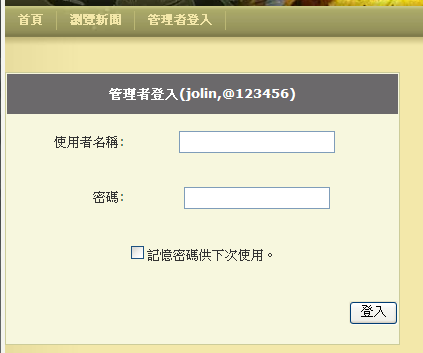 首頁 瀏覽新聞 管理者登入
管理者登入(jolin,@123456)
使用者名稱:
密碼:
記憶密碼供下次使用。
登入